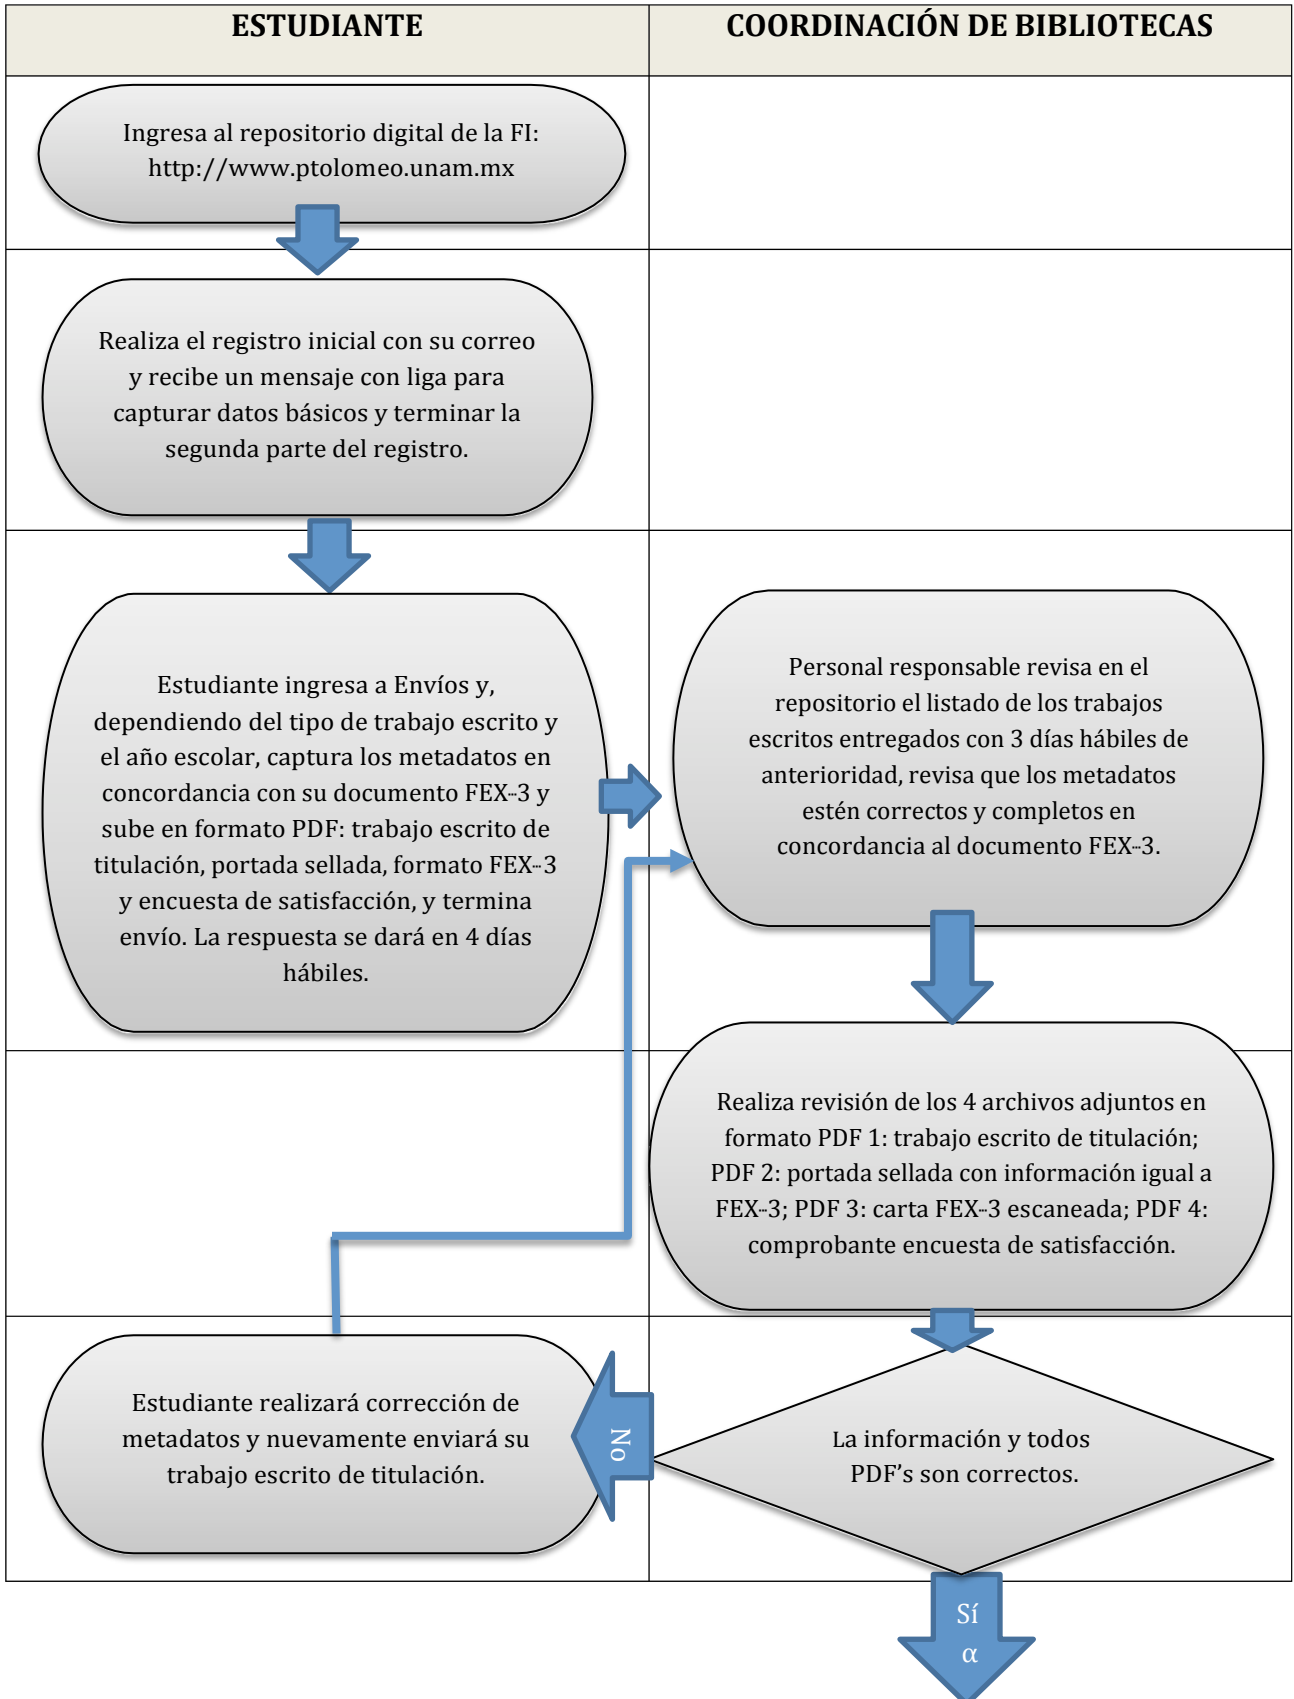 ESTUDIANTE
COORDINACIÓN DE BIBLIOTECAS
Ingresa al repositorio digital de la FI:
http://www.ptolomeo.unam.mx
Realiza el registro inicial con su correo
y recibe un mensaje con liga para
capturar datos básicos y terminar la
segunda parte del registro.
Estudiante ingresa a Envíos y,
dependiendo del tipo de trabajo escrito y
el año escolar, captura los metadatos en
concordancia con su documento FEX-3 y
sube en formato PDF: trabajo escrito de
titulación, portada sellada, formato FEX-3
y encuesta de satisfacción, y termina
envío. La respuesta se dará en 4 días
hábiles.
Personal responsable revisa en el
repositorio el listado de los trabajos
escritos entregados con 3 días hábiles de
anterioridad, revisa que los metadatos
estén correctos y completos en
concordancia al documento FEX-3.
Realiza revisión de los 4 archivos adjuntos en
formato PDF 1: trabajo escrito de titulación;
PDF 2: portada sellada con información igual a
FEX-3; PDF 3: carta FEX-3 escaneada; PDF 4:
comprobante encuesta de satisfacción.
Estudiante realizará corrección de
metadatos y nuevamente enviará su
trabajo escrito de titulación.
No
La información y todos
PDF’s son correctos.
Sí
α